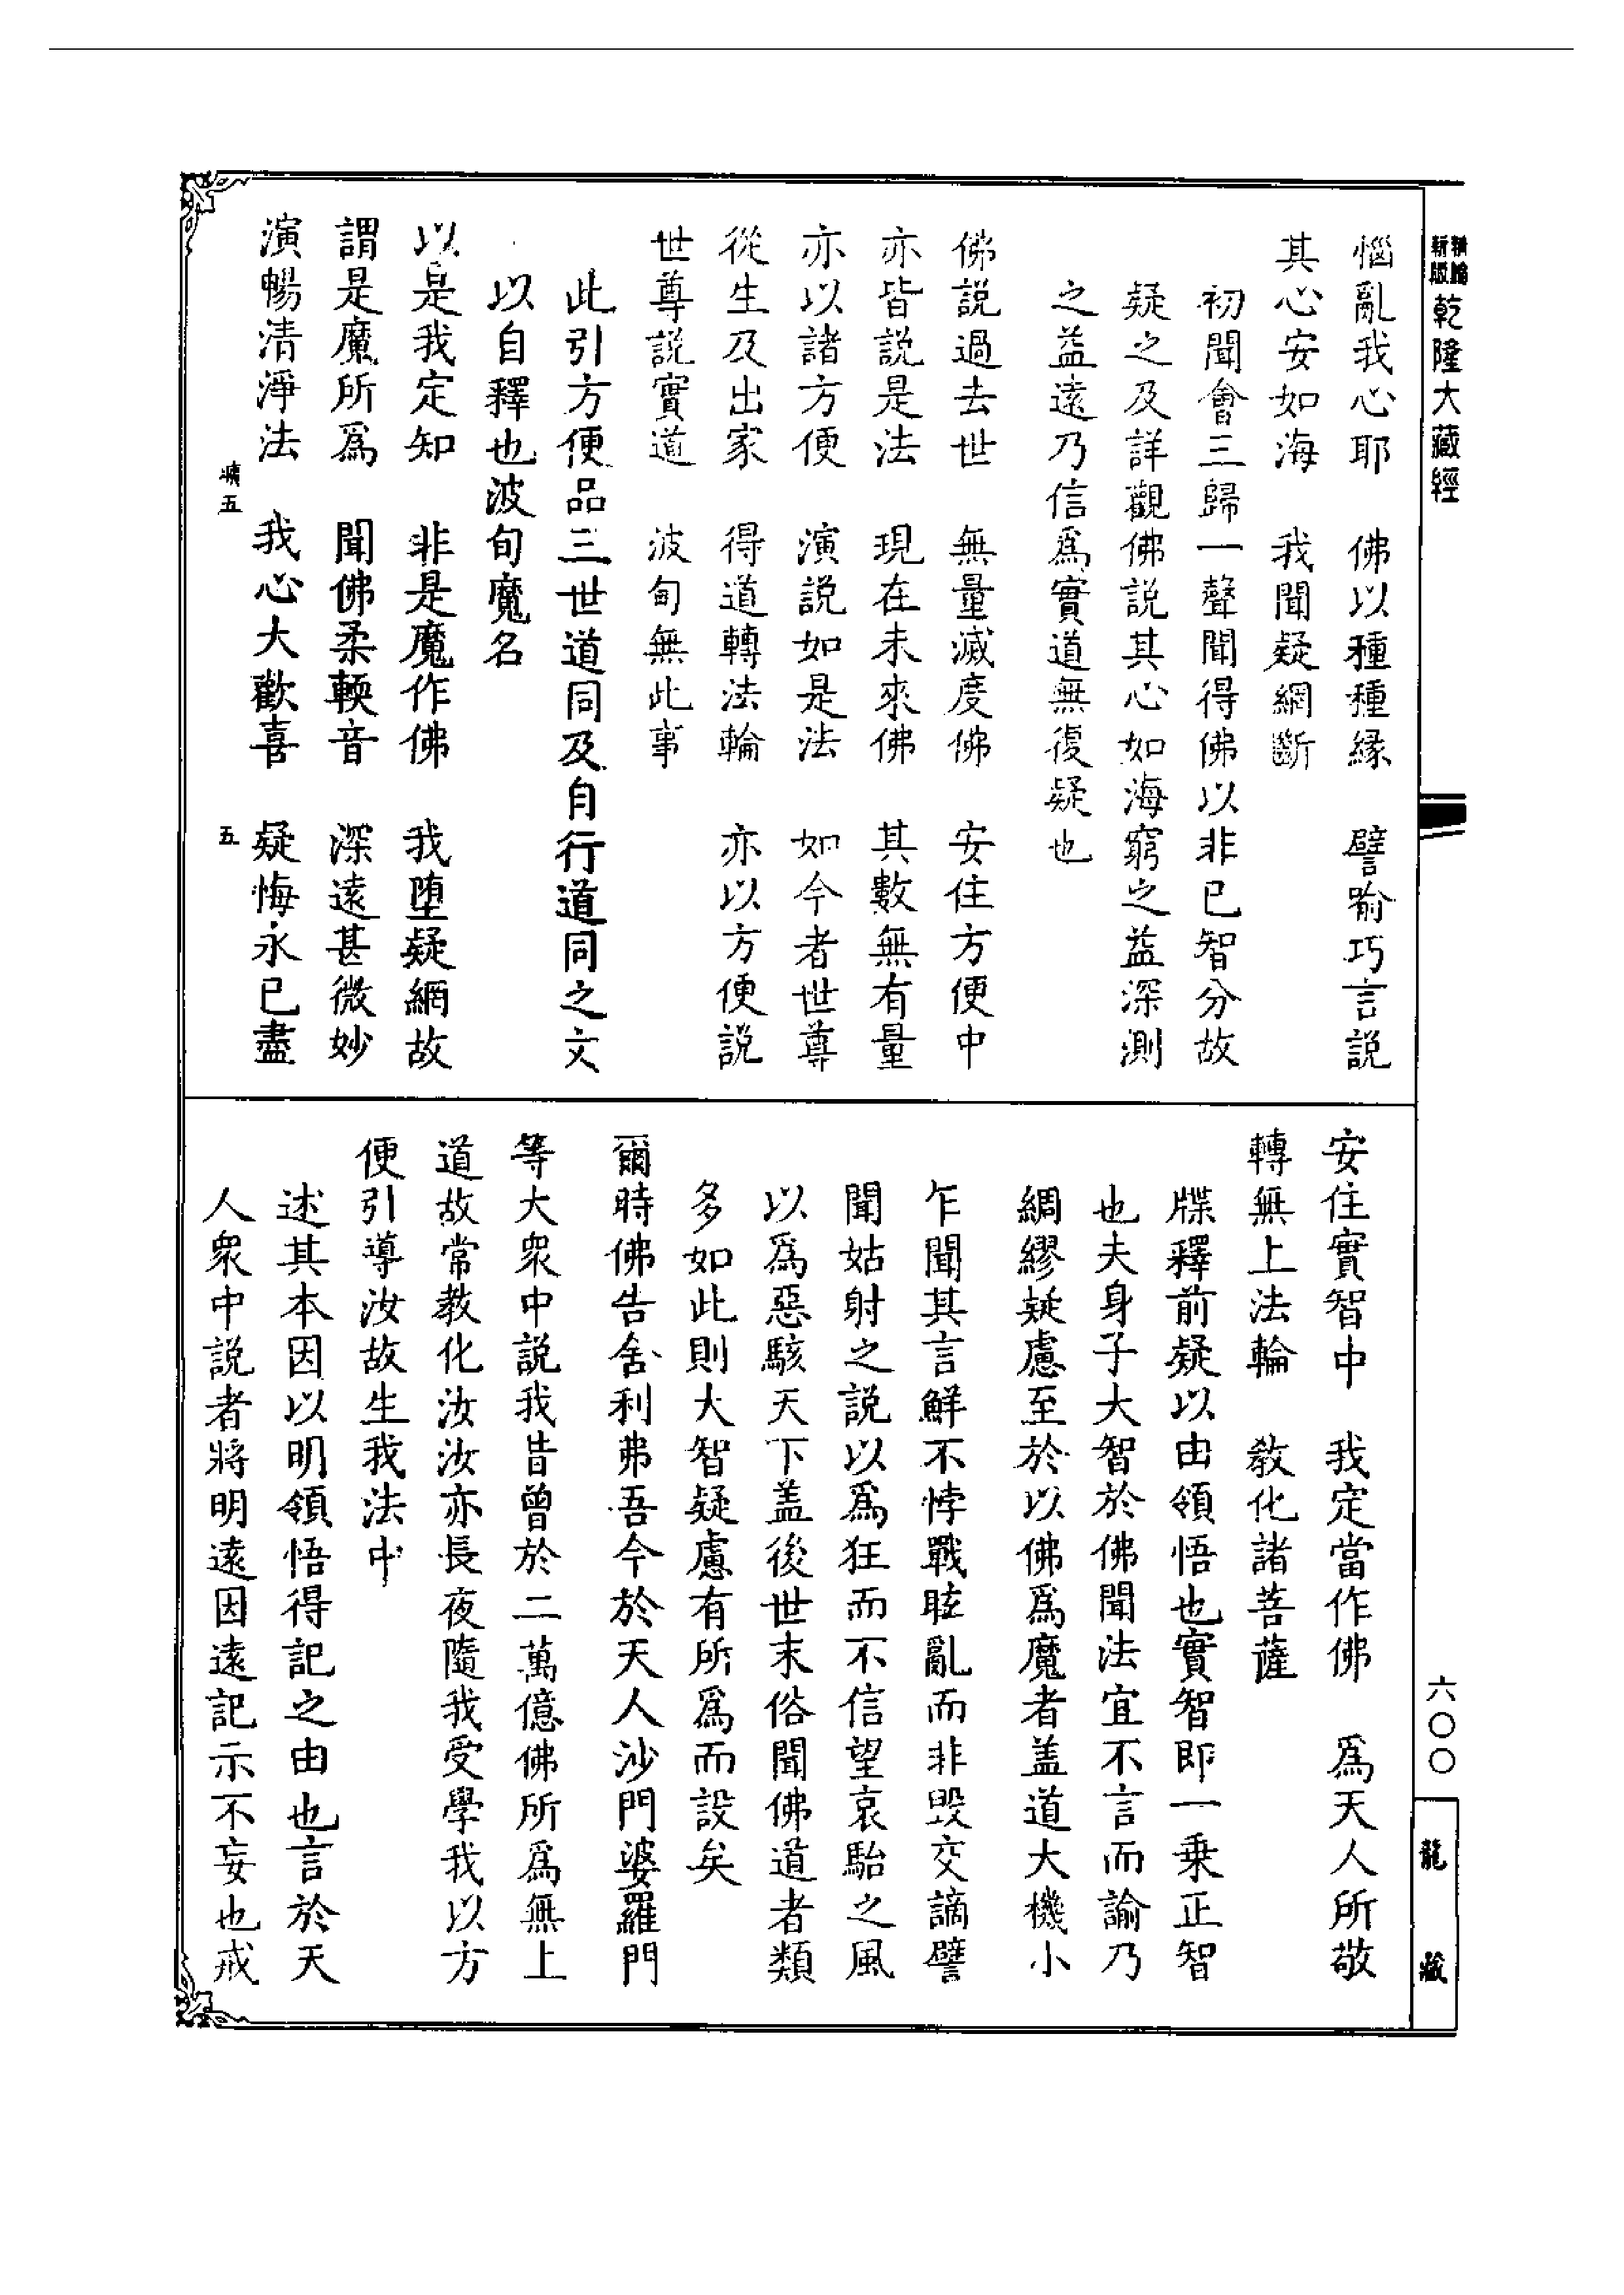 乾隆大藏經
惱亂我心耶　佛以種種緣　譬喻巧言説
其心安如海　我聞疑網斷
初聞會三歸一聲聞得佛以非已智分故
疑之及詳觀佛説其心如海窮之益深測
之益遠乃信爲實道無復疑也
佛説過去世　無量滅度佛　安住方便中
亦皆説是法　現在未來佛　其數無有量
亦以諸方便　演説如是法　如今者世尊
從生及出家　得道轉法輪　亦以方便説
世尊説實道　波旬無此事
此引方便品三世道同及自行道同之文
以自釋也波旬魔名
以是我定知　非是魔作佛　我墮疑網故
謂是魔所爲　聞佛柔輭音　深遠甚微妙
演暢清淨法　我心大歡喜　疑悔永已盡
五
安住實智中　我定當作佛　爲天人所敬
轉無上法輪　教化諸菩薩
牒釋前疑以由領悟也實智即一乗正智
也夫身子大智於佛聞法宜不言而諭乃
綢繆疑慮至於以佛爲魔者盖道大機小
乍聞其言鮮不悖戰眩亂而非毀交謫譬
聞姑射之説以爲狂而不信望哀駘之風
以爲惡駭天下盖後世末俗聞佛道者類
多如此則大智疑慮有所爲而設矣
爾時佛告舍利弗吾今於天人沙門婆羅門
等大衆中説我昔曾於二萬億佛所爲無上
道故常教化汝汝亦長夜隨我受學我以方
便引導汝故生我法中
述其本因以明領悟得記之由也言於天
人衆中説者將明遠因遠記示不妄也戒
六〇〇
龍藏